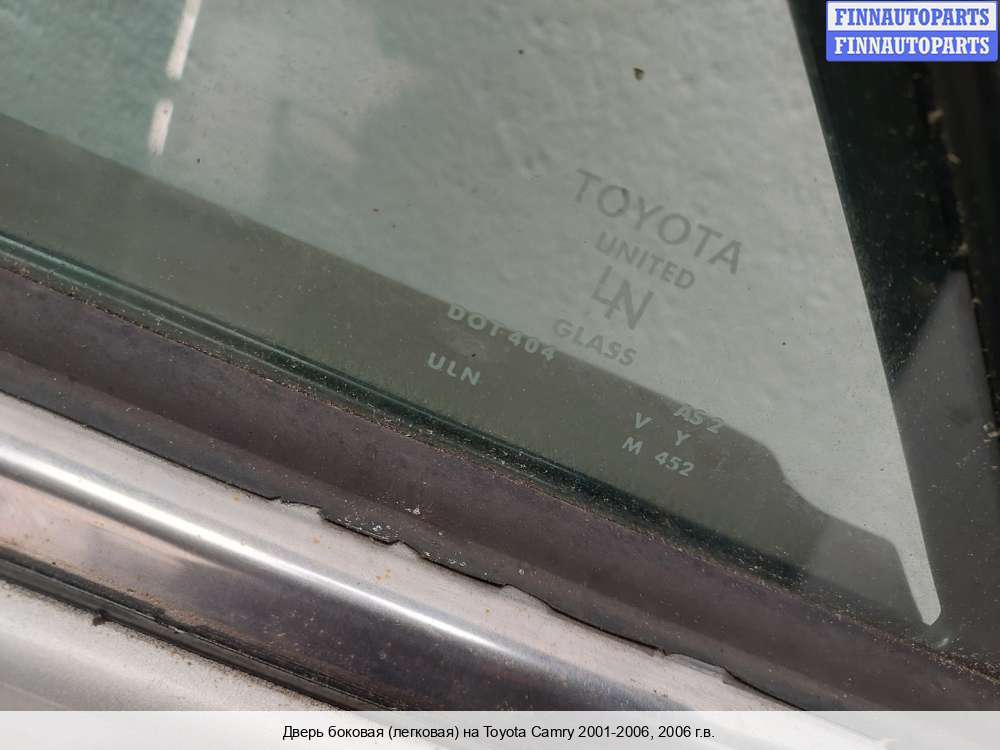 FINNAUTOPARTS
FINNAUTOPARTS
TOYOTA
UNITED
LN
GLASS
DOT 404
ULN
AS 2
V Y
M 452
Дверь боковая (легковая) на Toyota Camry 2001-2006, 2006 г.в.